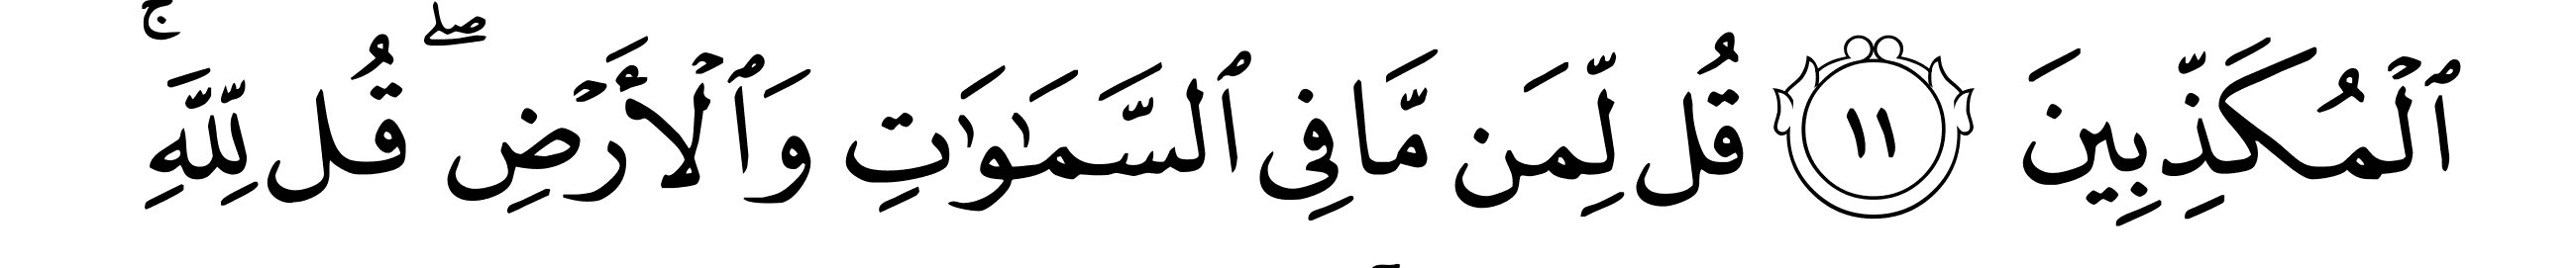 ٱلْمُكَذِّبِينَ ١١ قُل لِّمَن مَّا فِي ٱلسَّمَٰوَٰتِ وَٱلْأَرْضِ ۖ قُل لِلَّهِ ۚ